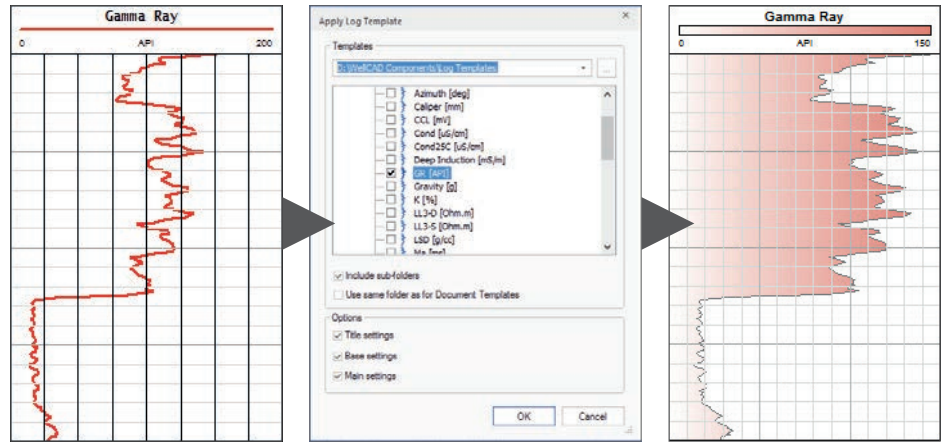 Gamma Ray
0 API 200
Apply Log Template
Templates
D:\WellCAD Components\Log Templates
...
Azimuth [deg]
Caliper [mm]
CCL [mV]
Cond [uS/cm]
Cond25C [uS/cm]
Deep Induction [mS/m]
GR [API]
Gravity [g]
K [%]
LL3-D [Ohm.m]
LL3-S [Ohm.m]
LSD [g/cc]
Include sub-folders
Use same folder as for Document Templates
Options
Title settings
Base settings
Main settings
OK Cancel
Gamma Ray
0 API 150